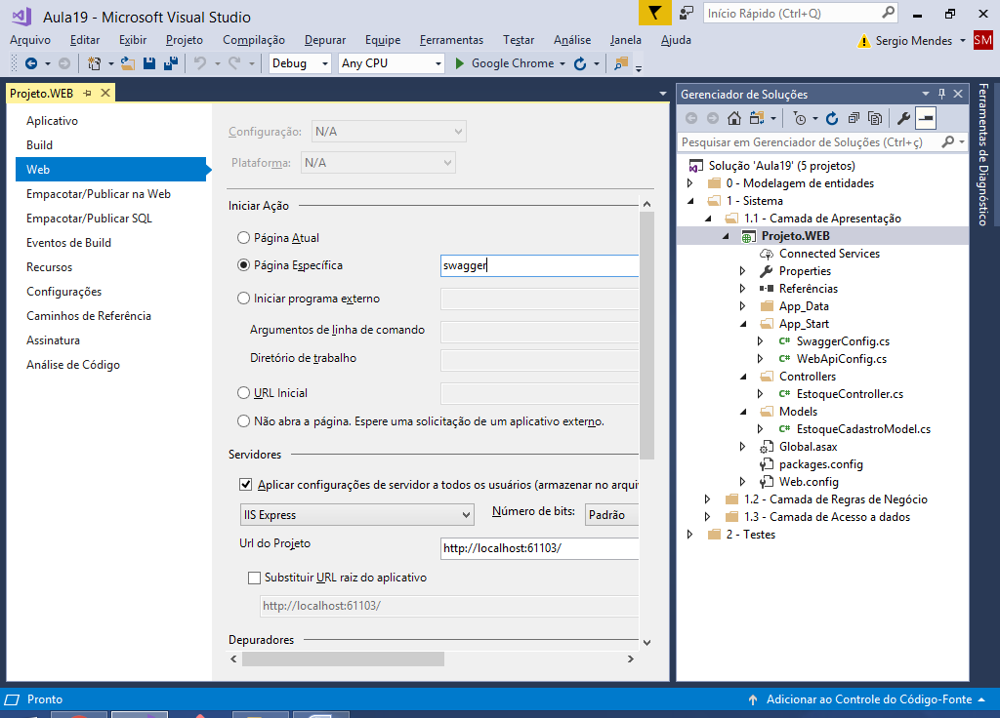 Aula19 - Microsoft Visual Studio
Início Rápido (Ctrl+Q)
Arquivo Editar Exibir Projeto Compilação Depurar Equipe Ferramentas Testar Análise Janela Ajuda
Sergio Mendes SM
Debug Any CPU Google Chrome
Projeto.WEB
Aplicativo
Build
Web
Empacotar/Publicar na Web
Empacotar/Publicar SQL
Eventos de Build
Recursos
Configurações
Caminhos de Referência
Assinatura
Análise de Código
Configuração: N/A
Plataforma: N/A
Iniciar Ação
Página Atual
Página Específica swagger
Iniciar programa externo
Argumentos de linha de comando
Diretório de trabalho
URL Inicial
Não abra a página. Espere uma solicitação de um aplicativo externo.
Servidores
Aplicar configurações de servidor a todos os usuários (armazenar no arqui
IIS Express Número de bits: Padrão
Url do Projeto http://localhost:61103/
Substituir URL raiz do aplicativo
http://localhost:61103/
Depuradores
Gerenciador de Soluções
Pesquisar em Gerenciador de Soluções (Ctrl+ç)
Solução 'Aula19' (5 projetos)
0 - Modelagem de entidades
1 - Sistema
1.1 - Camada de Apresentação
Projeto.WEB
Connected Services
Properties
Referências
App_Data
App_Start
C# SwaggerConfig.cs
C# WebApiConfig.cs
Controllers
C# EstoqueController.cs
Models
C# EstoqueCadastroModel.cs
Global.asax
packages.config
Web.config
1.2 - Camada de Regras de Negócio
1.3 - Camada de Acesso a dados
2 - Testes
Ferramentas de Diagnóstico
Pronto
Adicionar ao Controle do Código-Fonte